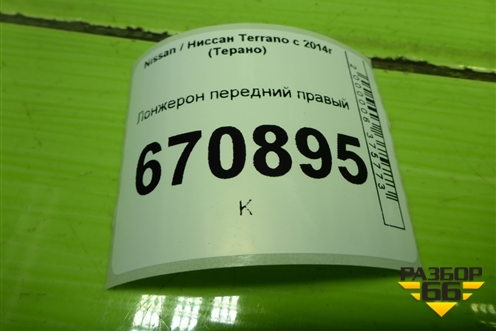 Nissan / Ниссан Terrano с 2014г
(Терано)
Лонжерон передний правый
670895
К
РАЗБОР
66